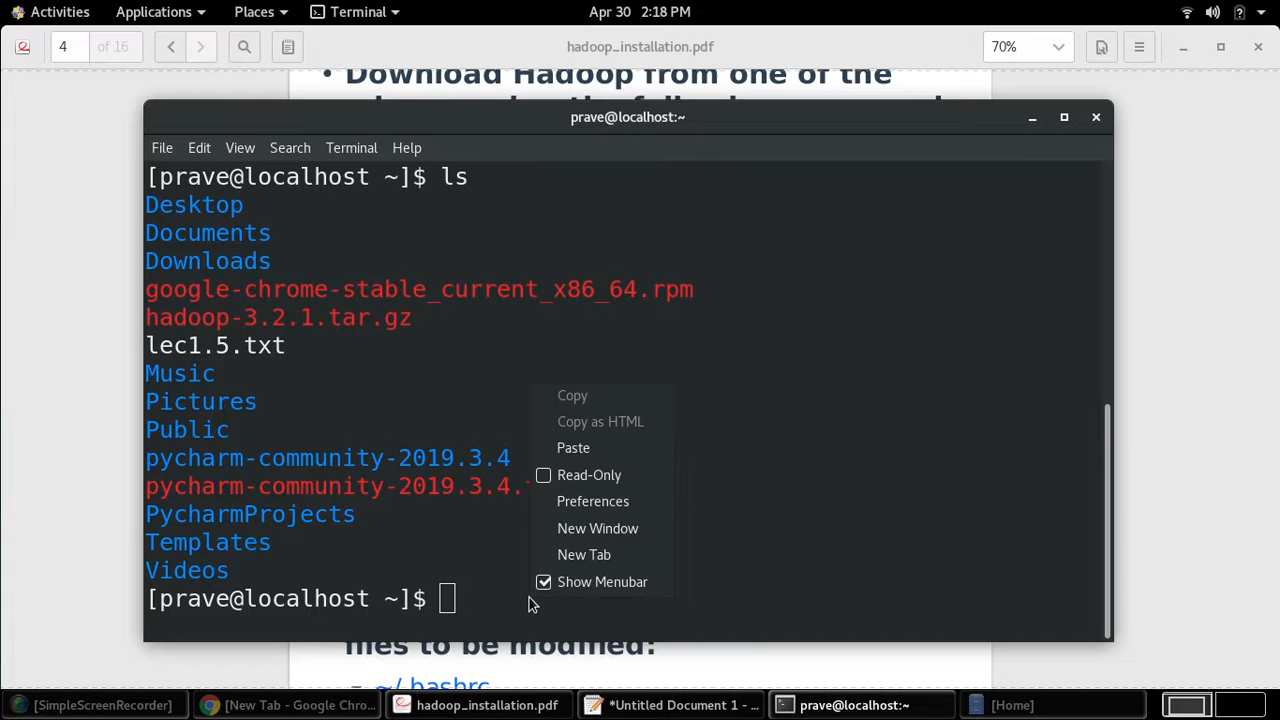 Activities Applications Places Terminal Apr 30 2:18 PM
4 of 16 hadoop_installation.pdf 70%
• Download Hadoop from one of the
prave@localhost:~
File Edit View Search Terminal Help
[prave@localhost ~]$ ls
Desktop
Documents
Downloads
google-chrome-stable_current_x86_64.rpm
hadoop-3.2.1.tar.gz
lec1.5.txt
Music
Pictures
Public
pycharm-community-2019.3.4
pycharm-community-2019.3.4.
PycharmProjects
Templates
Videos
[prave@localhost ~]$
Copy
Copy as HTML
Paste
Read-Only
Preferences
New Window
New Tab
Show Menubar
files to be modified:
– ~/.bashrc
[SimpleScreenRecorder] [New Tab - Google Chro... hadoop_installation.pdf *Untitled Document 1 - ... prave@localhost:~ [Home]